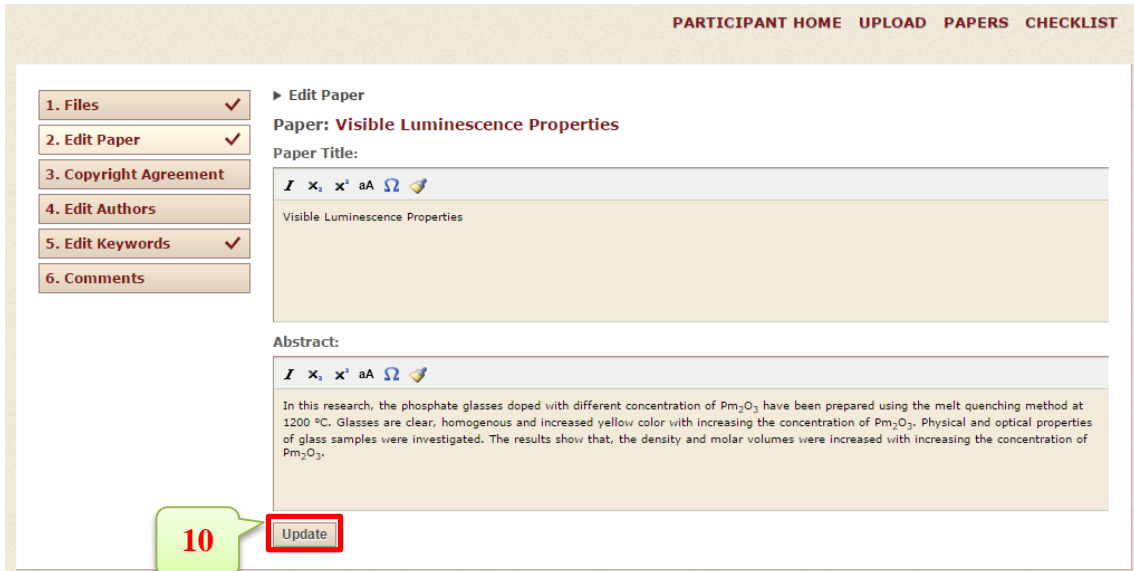 PARTICIPANT HOME UPLOAD PAPERS CHECKLIST
1. Files
2. Edit Paper
3. Copyright Agreement
4. Edit Authors
5. Edit Keywords
6. Comments
▶ Edit Paper
Paper: Visible Luminescence Properties
Paper Title:
I x₂ x² aA Ω
Visible Luminescence Properties
Abstract:
I x₂ x² aA Ω
In this research, the phosphate glasses doped with different concentration of Pm₂O₃ have been prepared using the melt quenching method at
1200 ºC. Glasses are clear, homogenous and increased yellow color with increasing the concentration of Pm₂O₃. Physical and optical properties
of glass samples were investigated. The results show that, the density and molar volumes were increased with increasing the concentration of
Pm₂O₃.
Update
10